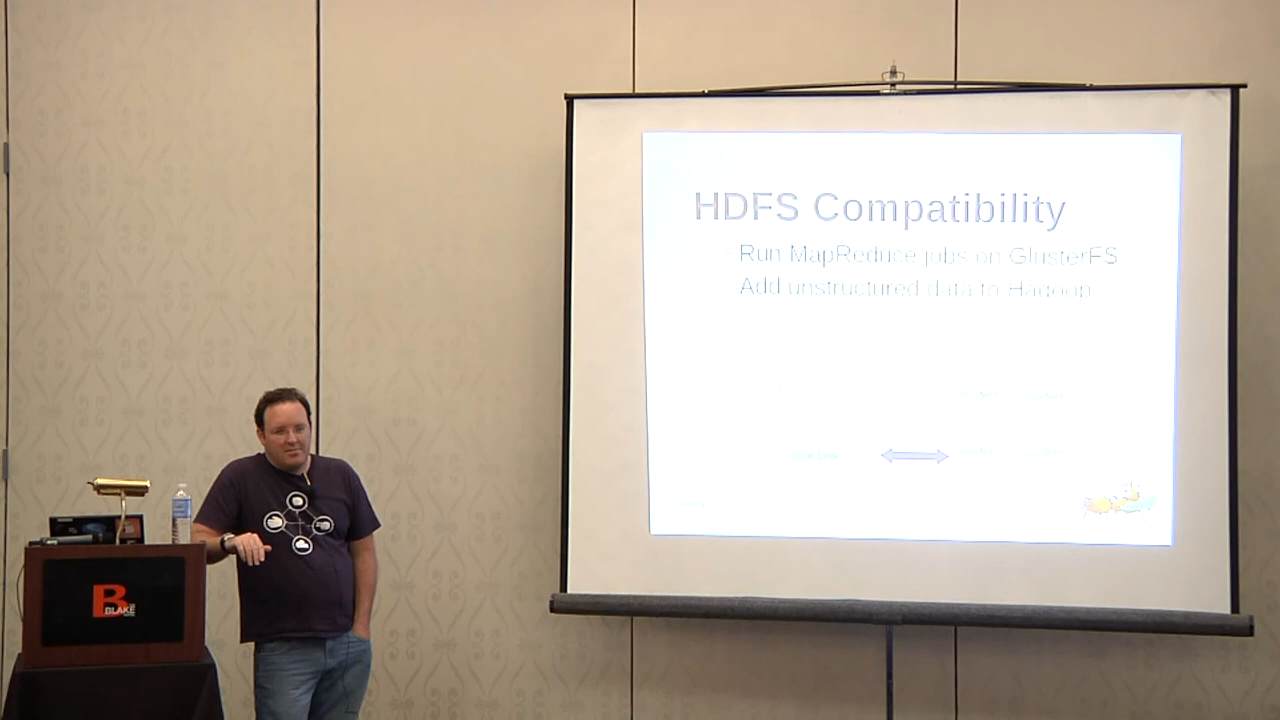 HDFS Compatibility
- Run MapReduce jobs on GlusterFS
Add unstructured data to Hadoop
B
BLAKE